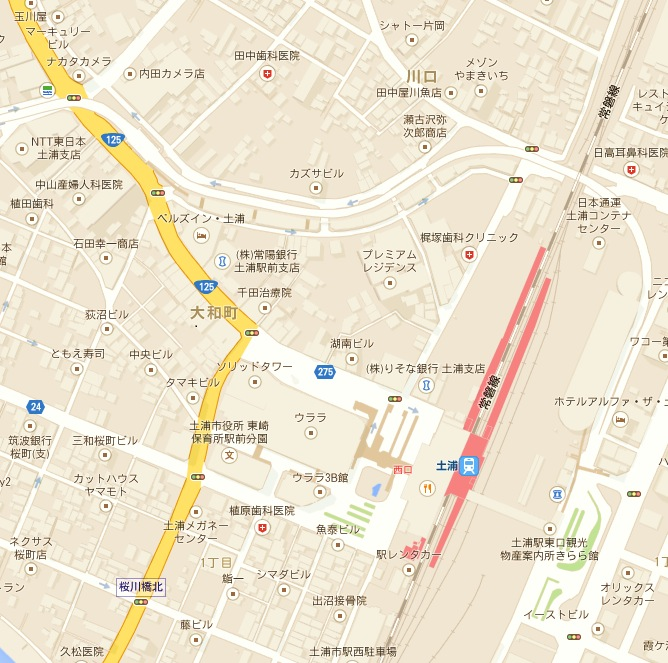 玉川屋
マーキュリー
ビル
ナガタカメラ
内田カメラ店
田中歯科医院
シャトー片岡
川口
メゾン
やまきいち
田中屋川魚店
瀬古沢弥
次郎商店
常磐線
レスト
キュイジ
日高耳鼻科医院
125
NTT東日本
土浦支店
中山産婦人科医院
植田歯科
カズサビル
ベルズイン・土浦
石田幸一商店
(株)常陽銀行
土浦駅前支店
プレミアム
レジデンス
梶塚歯科クリニック
日本通運
土浦コンテナ
センター
本
館
125
千田治療院
大和町
荻沼ビル
ともえ寿司
中央ビル
タマキビル
ソリッドタワー
湖南ビル
275
(株)りそな銀行 土浦支店
常磐線
ニコ
レン
ワコー第
ホテルアルファ・ザ・土
24
筑波銀行
桜町(支)
三和桜町ビル
土浦市役所 東崎
保育所駅前分園
ウララ
西口
土浦
y2
カットハウス
ヤマモト
ウララ3B館
植原歯科医院
魚泰ビル
土浦メガネー
センター
ネクサス
桜町店
1丁目
鮨一
シマダビル
駅レンタカー
土浦駅東口観光
物産案内所きらら館
1丁
トラン
桜川橋北
出沼接骨院
オリックス
レンタカー
イーストビル
藤ビル
久松医院
土浦市駅西駐車場
霞ケ